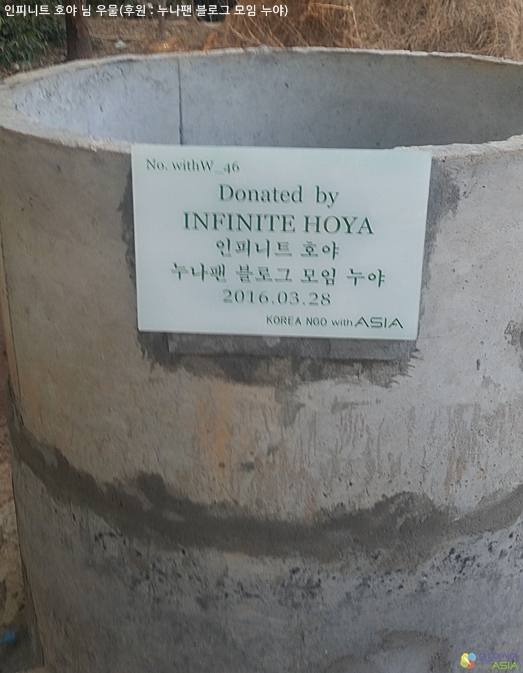 인피니트 호야 님 우물(후원 : 누나팬 블로그 모임 누야)
No. withW_46
Donated by
INFINITE HOYA
인피니트 호야
누나팬 블로그 모임 누야
2016.03.28
KOREA NGO with ASIA
ASIA